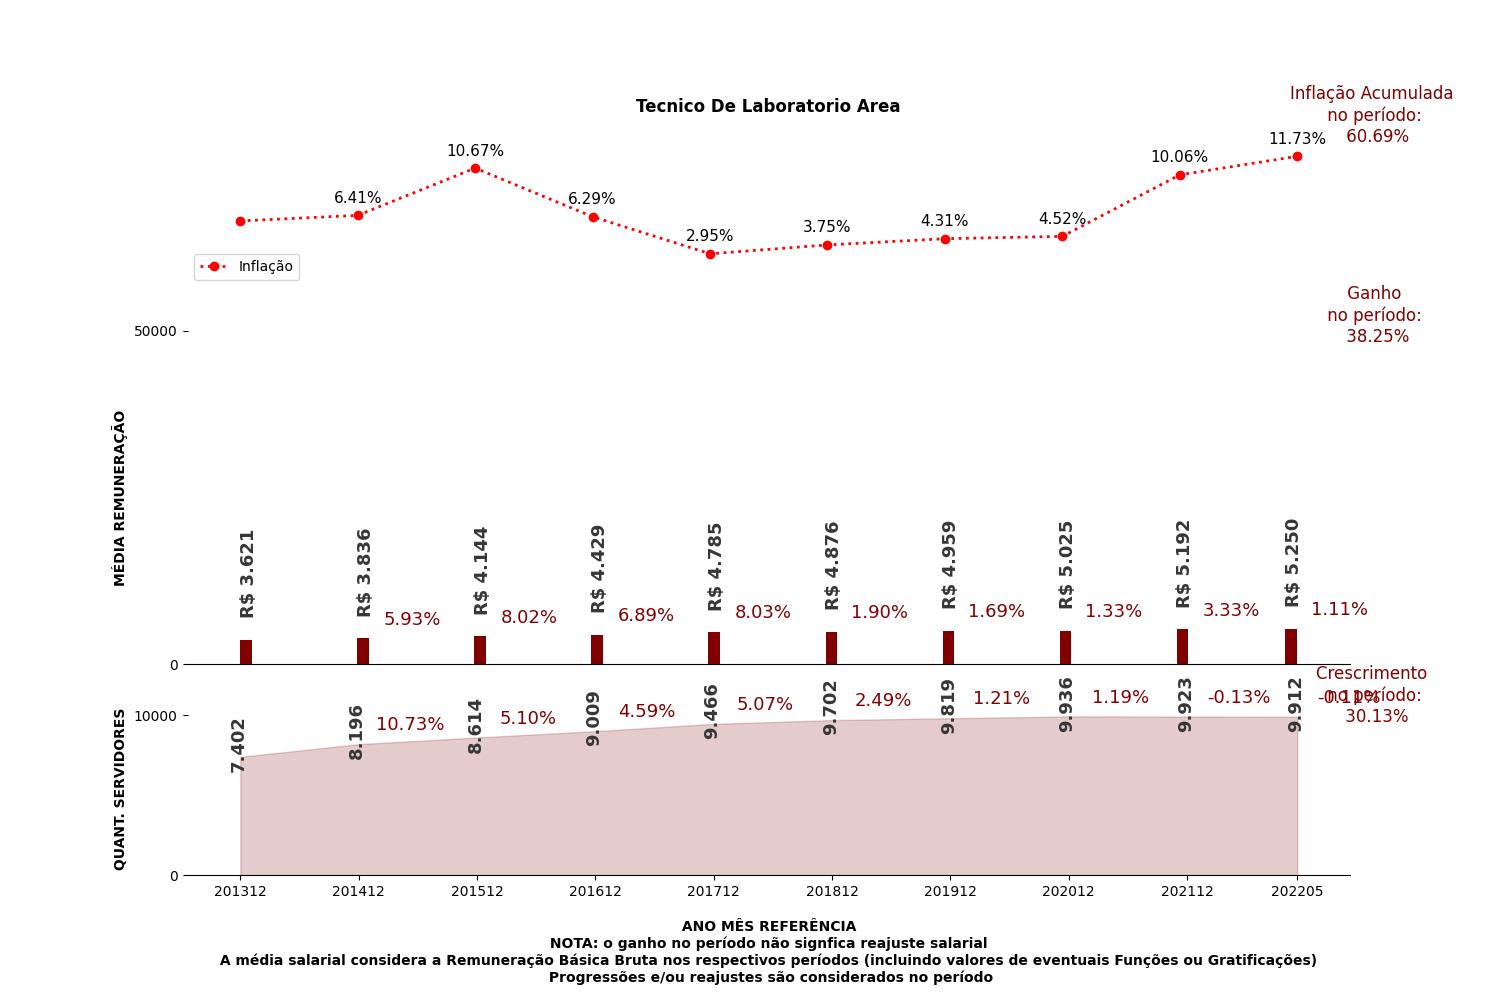 Inflação Acumulada
no período:
60.69%
Tecnico De Laboratorio Area
6.41%
10.67%
6.29%
2.95%
3.75%
4.31%
4.52%
10.06%
11.73%
Inflação
Ganho
no período:
38.25%
50000
MÉDIA REMUNERAÇÃO
R$ 3.621
R$ 3.836
R$ 4.144
R$ 4.429
R$ 4.785
R$ 4.876
R$ 4.959
R$ 5.025
R$ 5.192
R$ 5.250
5.93%
8.02%
6.89%
8.03%
1.90%
1.69%
1.33%
3.33%
1.11%
0
Crescrimento
no período:
30.13%
QUANT. SERVIDORES
10000
7.402
8.196
8.614
9.009
9.466
9.702
9.819
9.936
9.923
9.912
10.73%
5.10%
4.59%
5.07%
2.49%
1.21%
1.19%
-0.13%
-0.11%
0
201312
201412
201512
201612
201712
201812
201912
202012
202112
202205
ANO MÊS REFERÊNCIA
NOTA: o ganho no período não signfica reajuste salarial
A média salarial considera a Remuneração Básica Bruta nos respectivos períodos (incluindo valores de eventuais Funções ou Gratificações)
Progressões e/ou reajustes são considerados no período